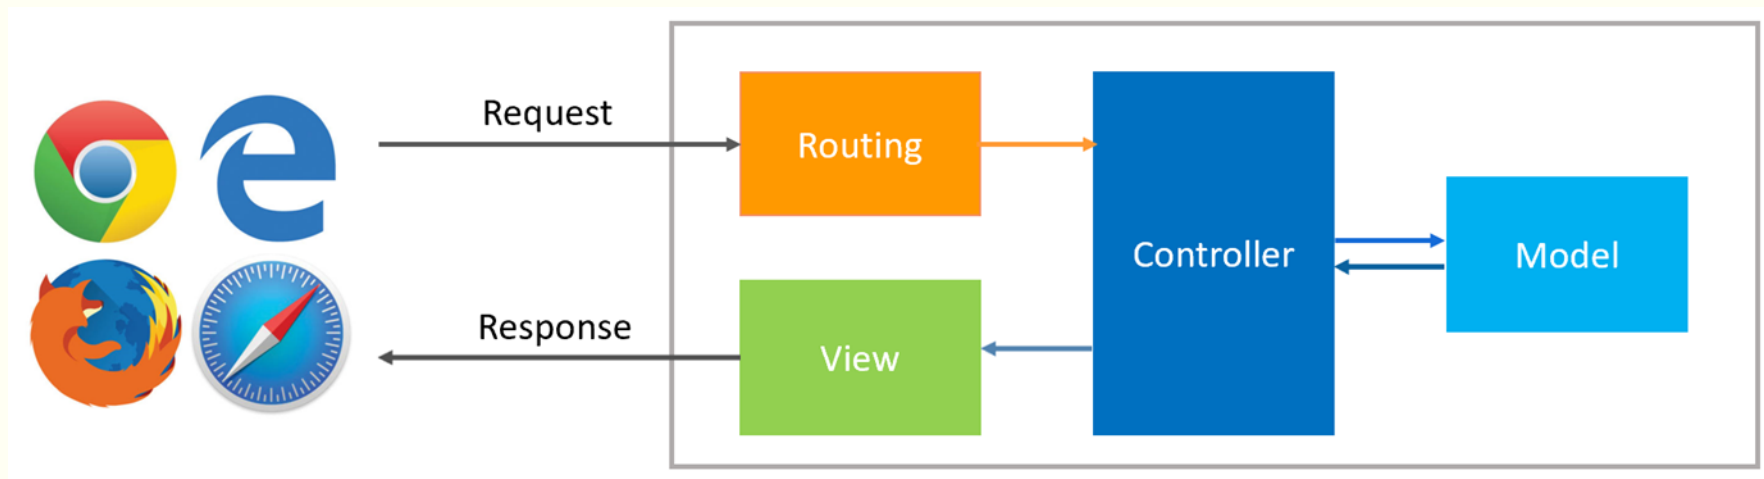 Request
Routing
Controller
Model
Response
View